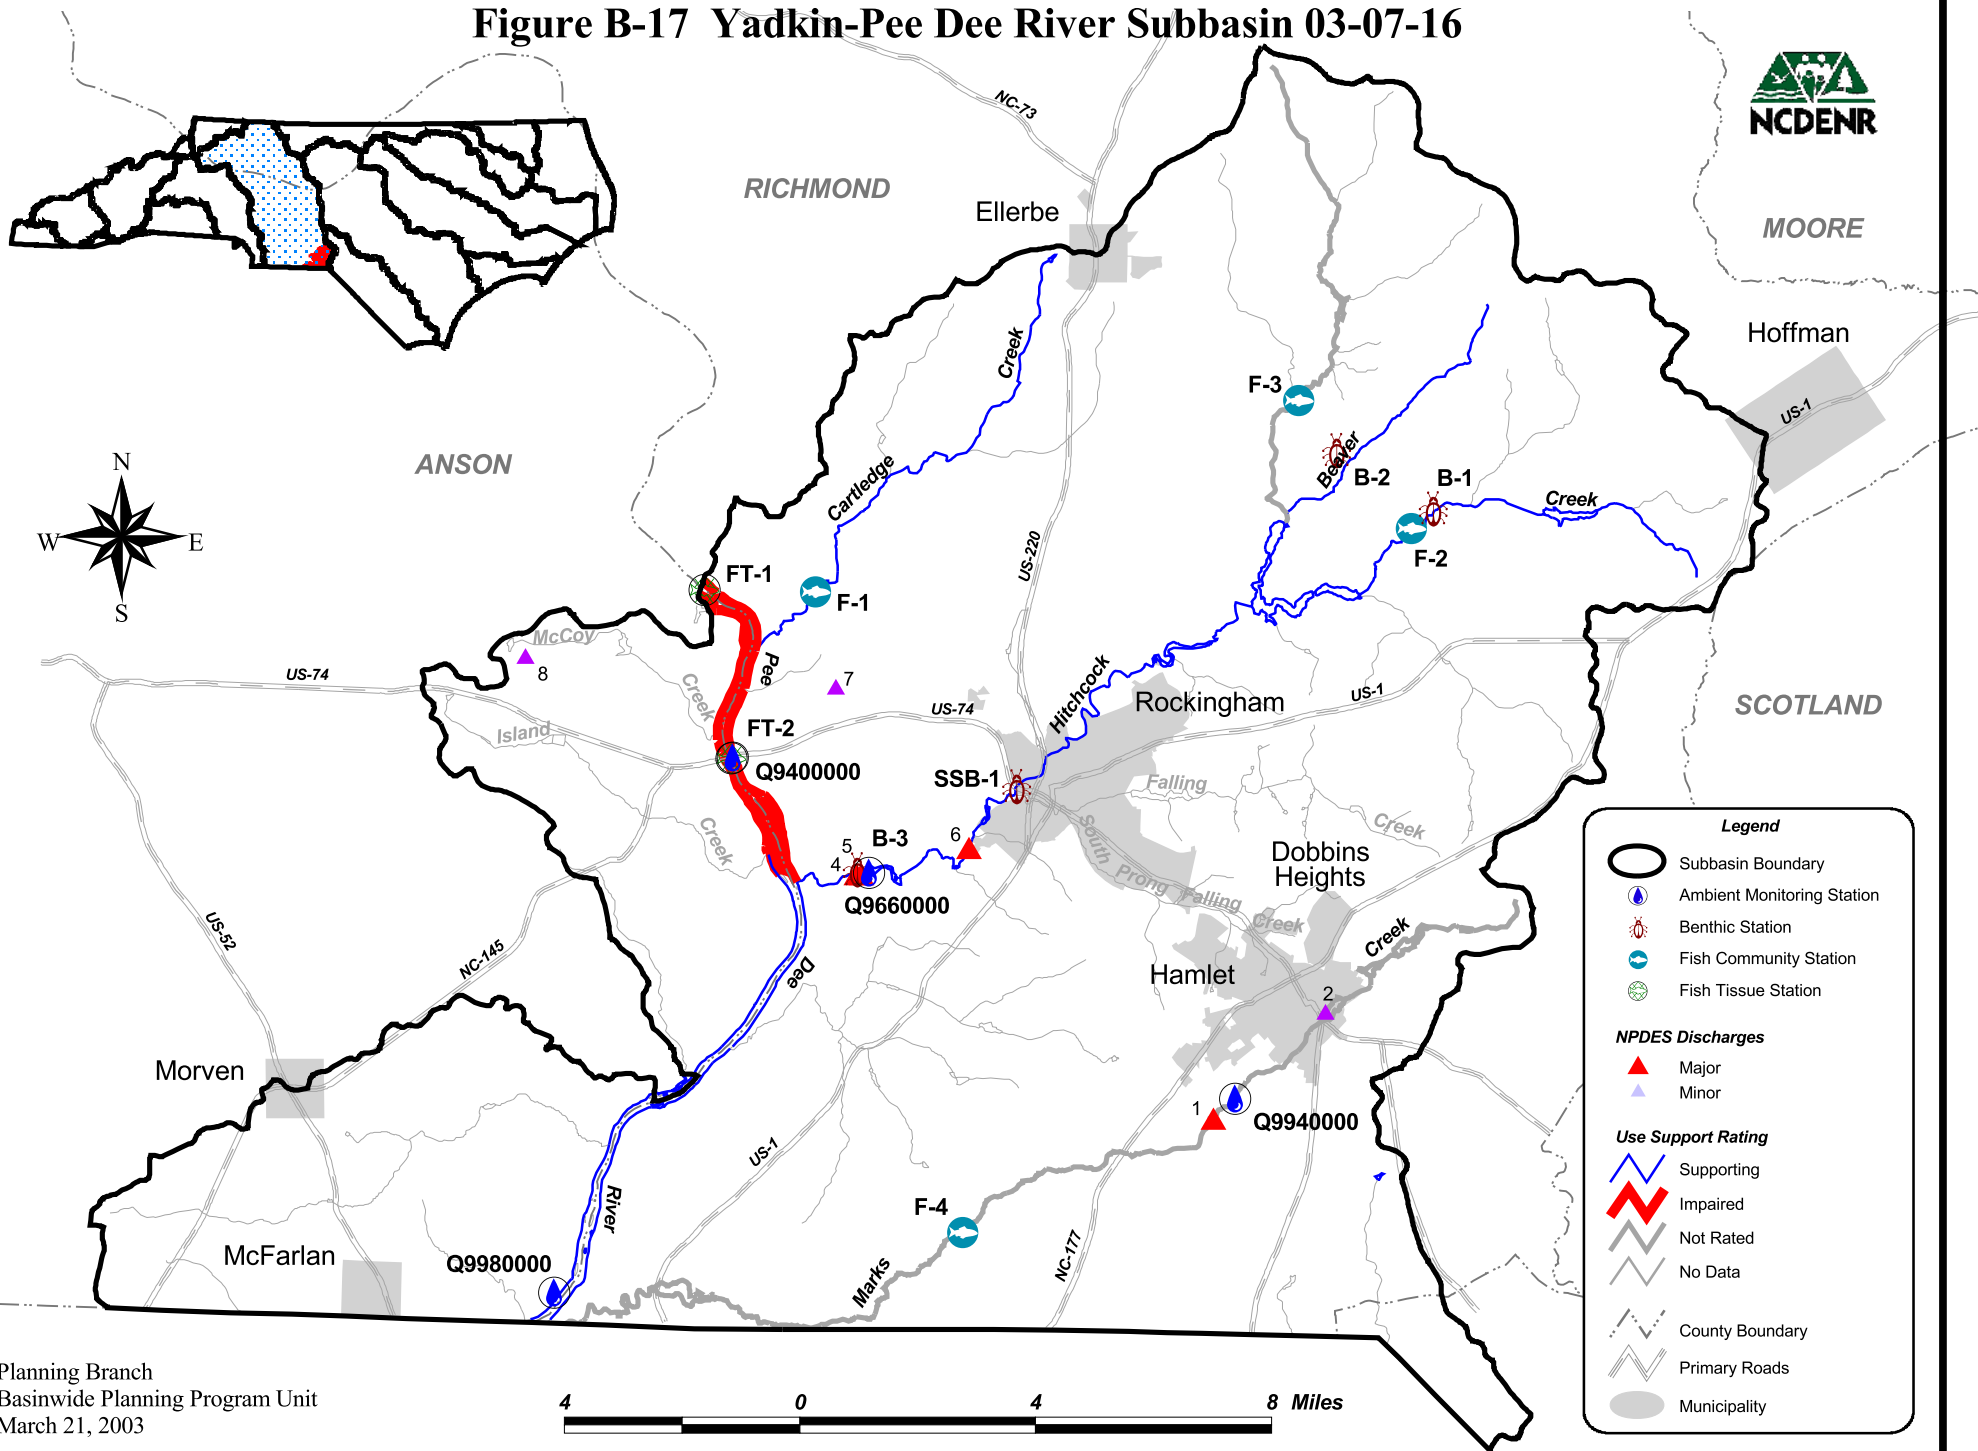 Figure B-17 Yadkin-Pee Dee River Subbasin 03-07-16
NCDENR
NC-73
RICHMOND
Ellerbe
MOORE
Hoffman
US-1
Creek
F-3
ANSON
Beaver
B-2
B-1
Cartledge
Creek
F-2
N
W
E
S
US-220
FT-1
F-1
McCoy
8
US-74
Pee
7
Creek
Hitchcock
Rockingham
US-1
SCOTLAND
Island
US-74
FT-2
Q9400000
SSB-1
Falling
Creek
Creek
5
B-3
6
4
South
Prong
Falling
Creek
Dobbins
Heights
Q9660000
US-52
NC-145
Dee
Hamlet
Creek
2
Morven
1
Q9940000
US-1
River
F-4
McFarlan
Q9980000
Marks
NC-177
Legend
Subbasin Boundary
Ambient Monitoring Station
Benthic Station
Fish Community Station
Fish Tissue Station
NPDES Discharges
Major
Minor
Use Support Rating
Supporting
Impaired
Not Rated
No Data
County Boundary
Primary Roads
Municipality
Planning Branch
Basinwide Planning Program Unit
March 21, 2003
4 0 4 8 Miles